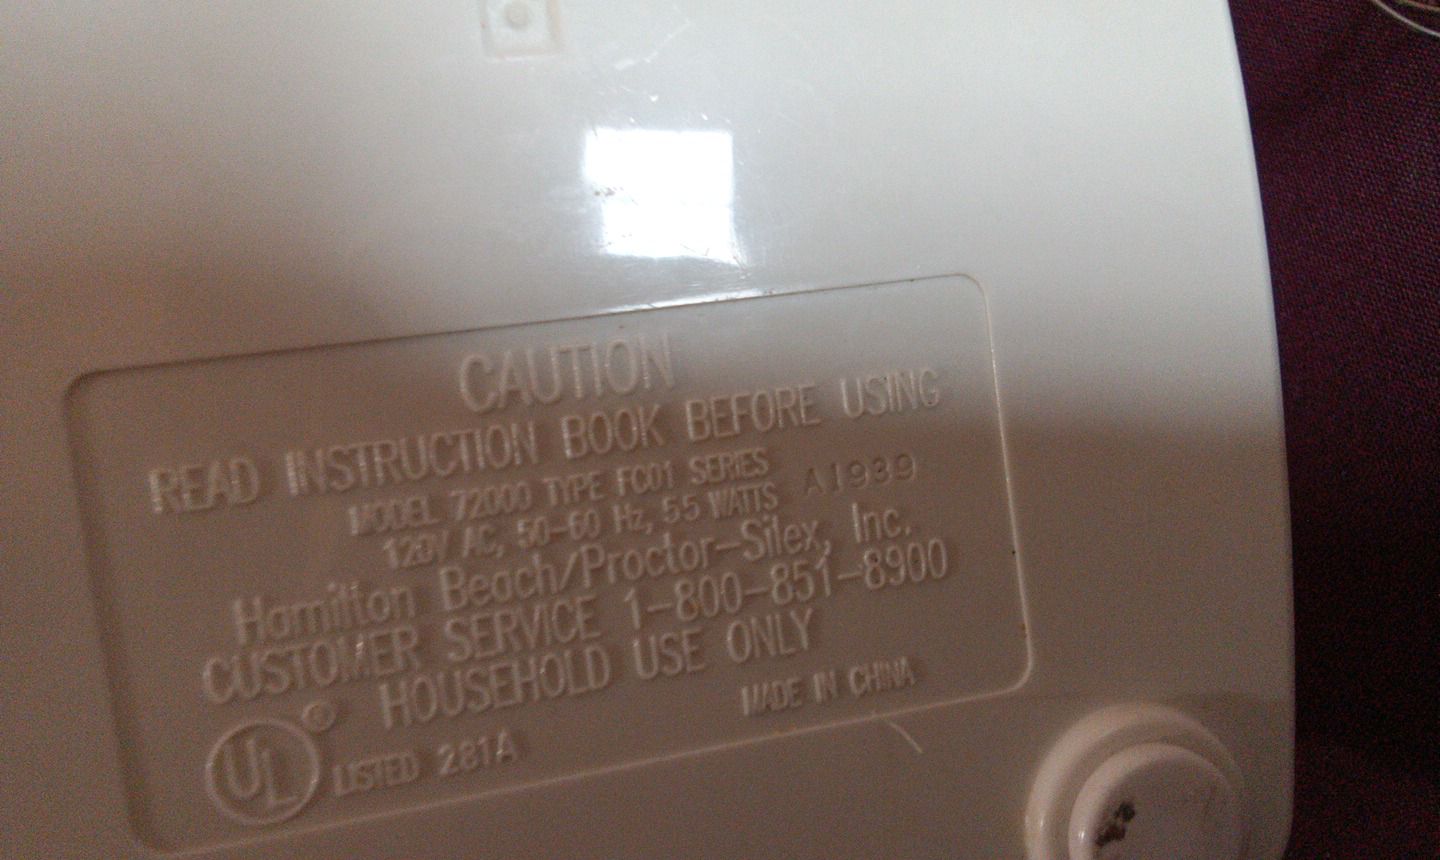 CAUTION
READ INSTRUCTION BOOK BEFORE USING
MODEL 72000 TYPE FC01 SERIES A1939
120V AC, 50-60 Hz, 55 WATTS
Hamilton Beach/Proctor-Silex, Inc.
CUSTOMER SERVICE 1-800-851-8900
HOUSEHOLD USE ONLY
UL ® LISTED 281A
MADE IN CHINA